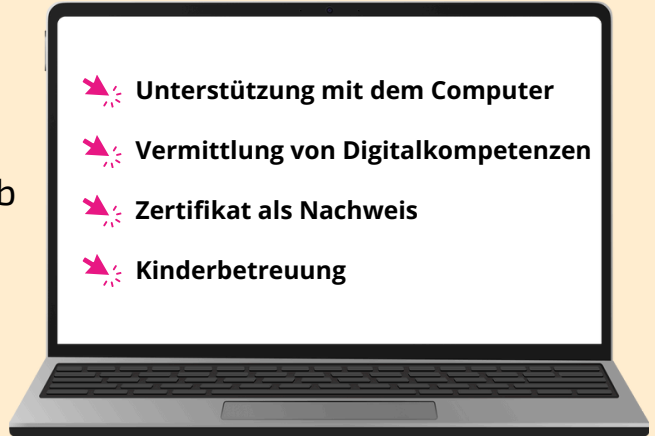 Unterstützung mit dem Computer
Vermittlung von Digitalkompetenzen
b
Zertifikat als Nachweis
Kinderbetreuung